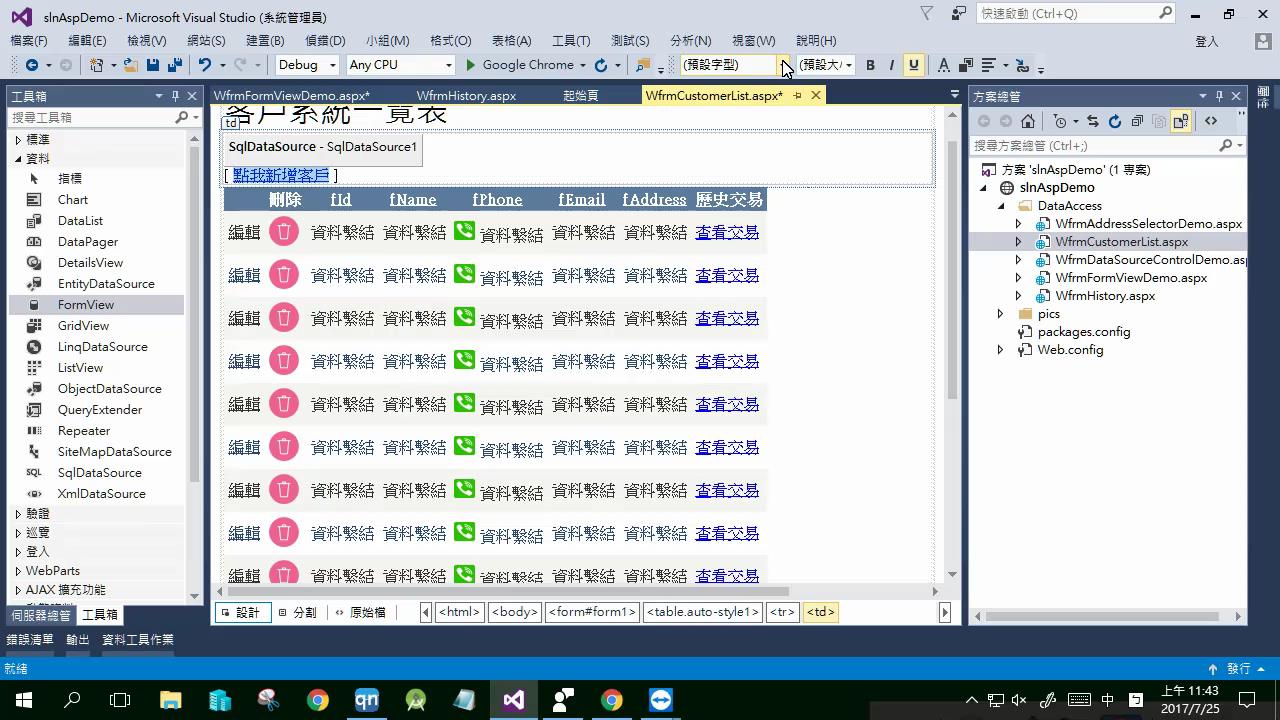 slnAspDemo - Microsoft Visual Studio (系統管理員)
快速啟動 (Ctrl+Q)
檔案(F) 編輯(E) 檢視(V) 網站(S) 建置(B) 偵錯(D) 小組(M) 格式(O) 表格(A) 工具(T) 測試(S) 分析(N) 視窗(W) 說明(H) 登入
Debug Any CPU Google Chrome (預設字型) (預設大/ B I U A
工具箱
搜尋工具箱
標準
資料
指標
Chart
DataList
DataPager
DetailsView
EntityDataSource
FormView
GridView
LinqDataSource
ListView
ObjectDataSource
QueryExtender
Repeater
SiteMapDataSource
SQL SqlDataSource
XmlDataSource
驗證
巡覽
登入
WebParts
AJAX 擴充功能
伺服器總管 工具箱
WfrmFormViewDemo.aspx* WfrmHistory.aspx 起始頁 WfrmCustomerList.aspx*
客戶系統一覽表
td
SqlDataSource - SqlDataSource1
[ 點我新增客戶 ]
刪除 fId fName fPhone fEmail fAddress 歷史交易
編輯 資料繫結 資料繫結 資料繫結 資料繫結 資料繫結 查看交易
編輯 資料繫結 資料繫結 資料繫結 資料繫結 資料繫結 查看交易
編輯 資料繫結 資料繫結 資料繫結 資料繫結 資料繫結 查看交易
編輯 資料繫結 資料繫結 資料繫結 資料繫結 資料繫結 查看交易
編輯 資料繫結 資料繫結 資料繫結 資料繫結 資料繫結 查看交易
編輯 資料繫結 資料繫結 資料繫結 資料繫結 資料繫結 查看交易
編輯 資料繫結 資料繫結 資料繫結 資料繫結 資料繫結 查看交易
編輯 資料繫結 資料繫結 資料繫結 資料繫結 資料繫結 查看交易
編輯 資料繫結 資料繫結 資料繫結 資料繫結 資料繫結 查看交易
設計 分割 原始檔 <html> <body> <form#form1> <table.auto-style1> <tr> <td>
方案總管
搜尋方案總管 (Ctrl+;)
方案 'slnAspDemo' (1 專案)
slnAspDemo
DataAccess
WfrmAddressSelectorDemo.aspx
WfrmCustomerList.aspx
WfrmDataSourceControlDemo.as
WfrmFormViewDemo.aspx
WfrmHistory.aspx
pics
packages.config
Web.config
錯誤清單 輸出 資料工具作業
就緒 發行
qn 中 上午 11:43
2017/7/25